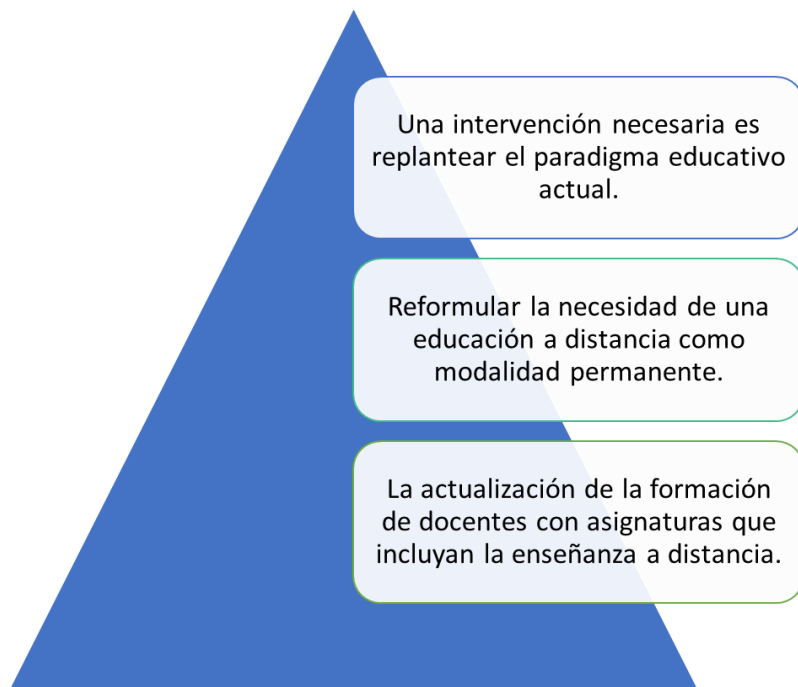 Una intervención necesaria es
replantear el paradigma educativo
actual.
Reformular la necesidad de una
educación a distancia como
modalidad permanente.
La actualización de la formación
de docentes con asignaturas que
incluyan la enseñanza a distancia.